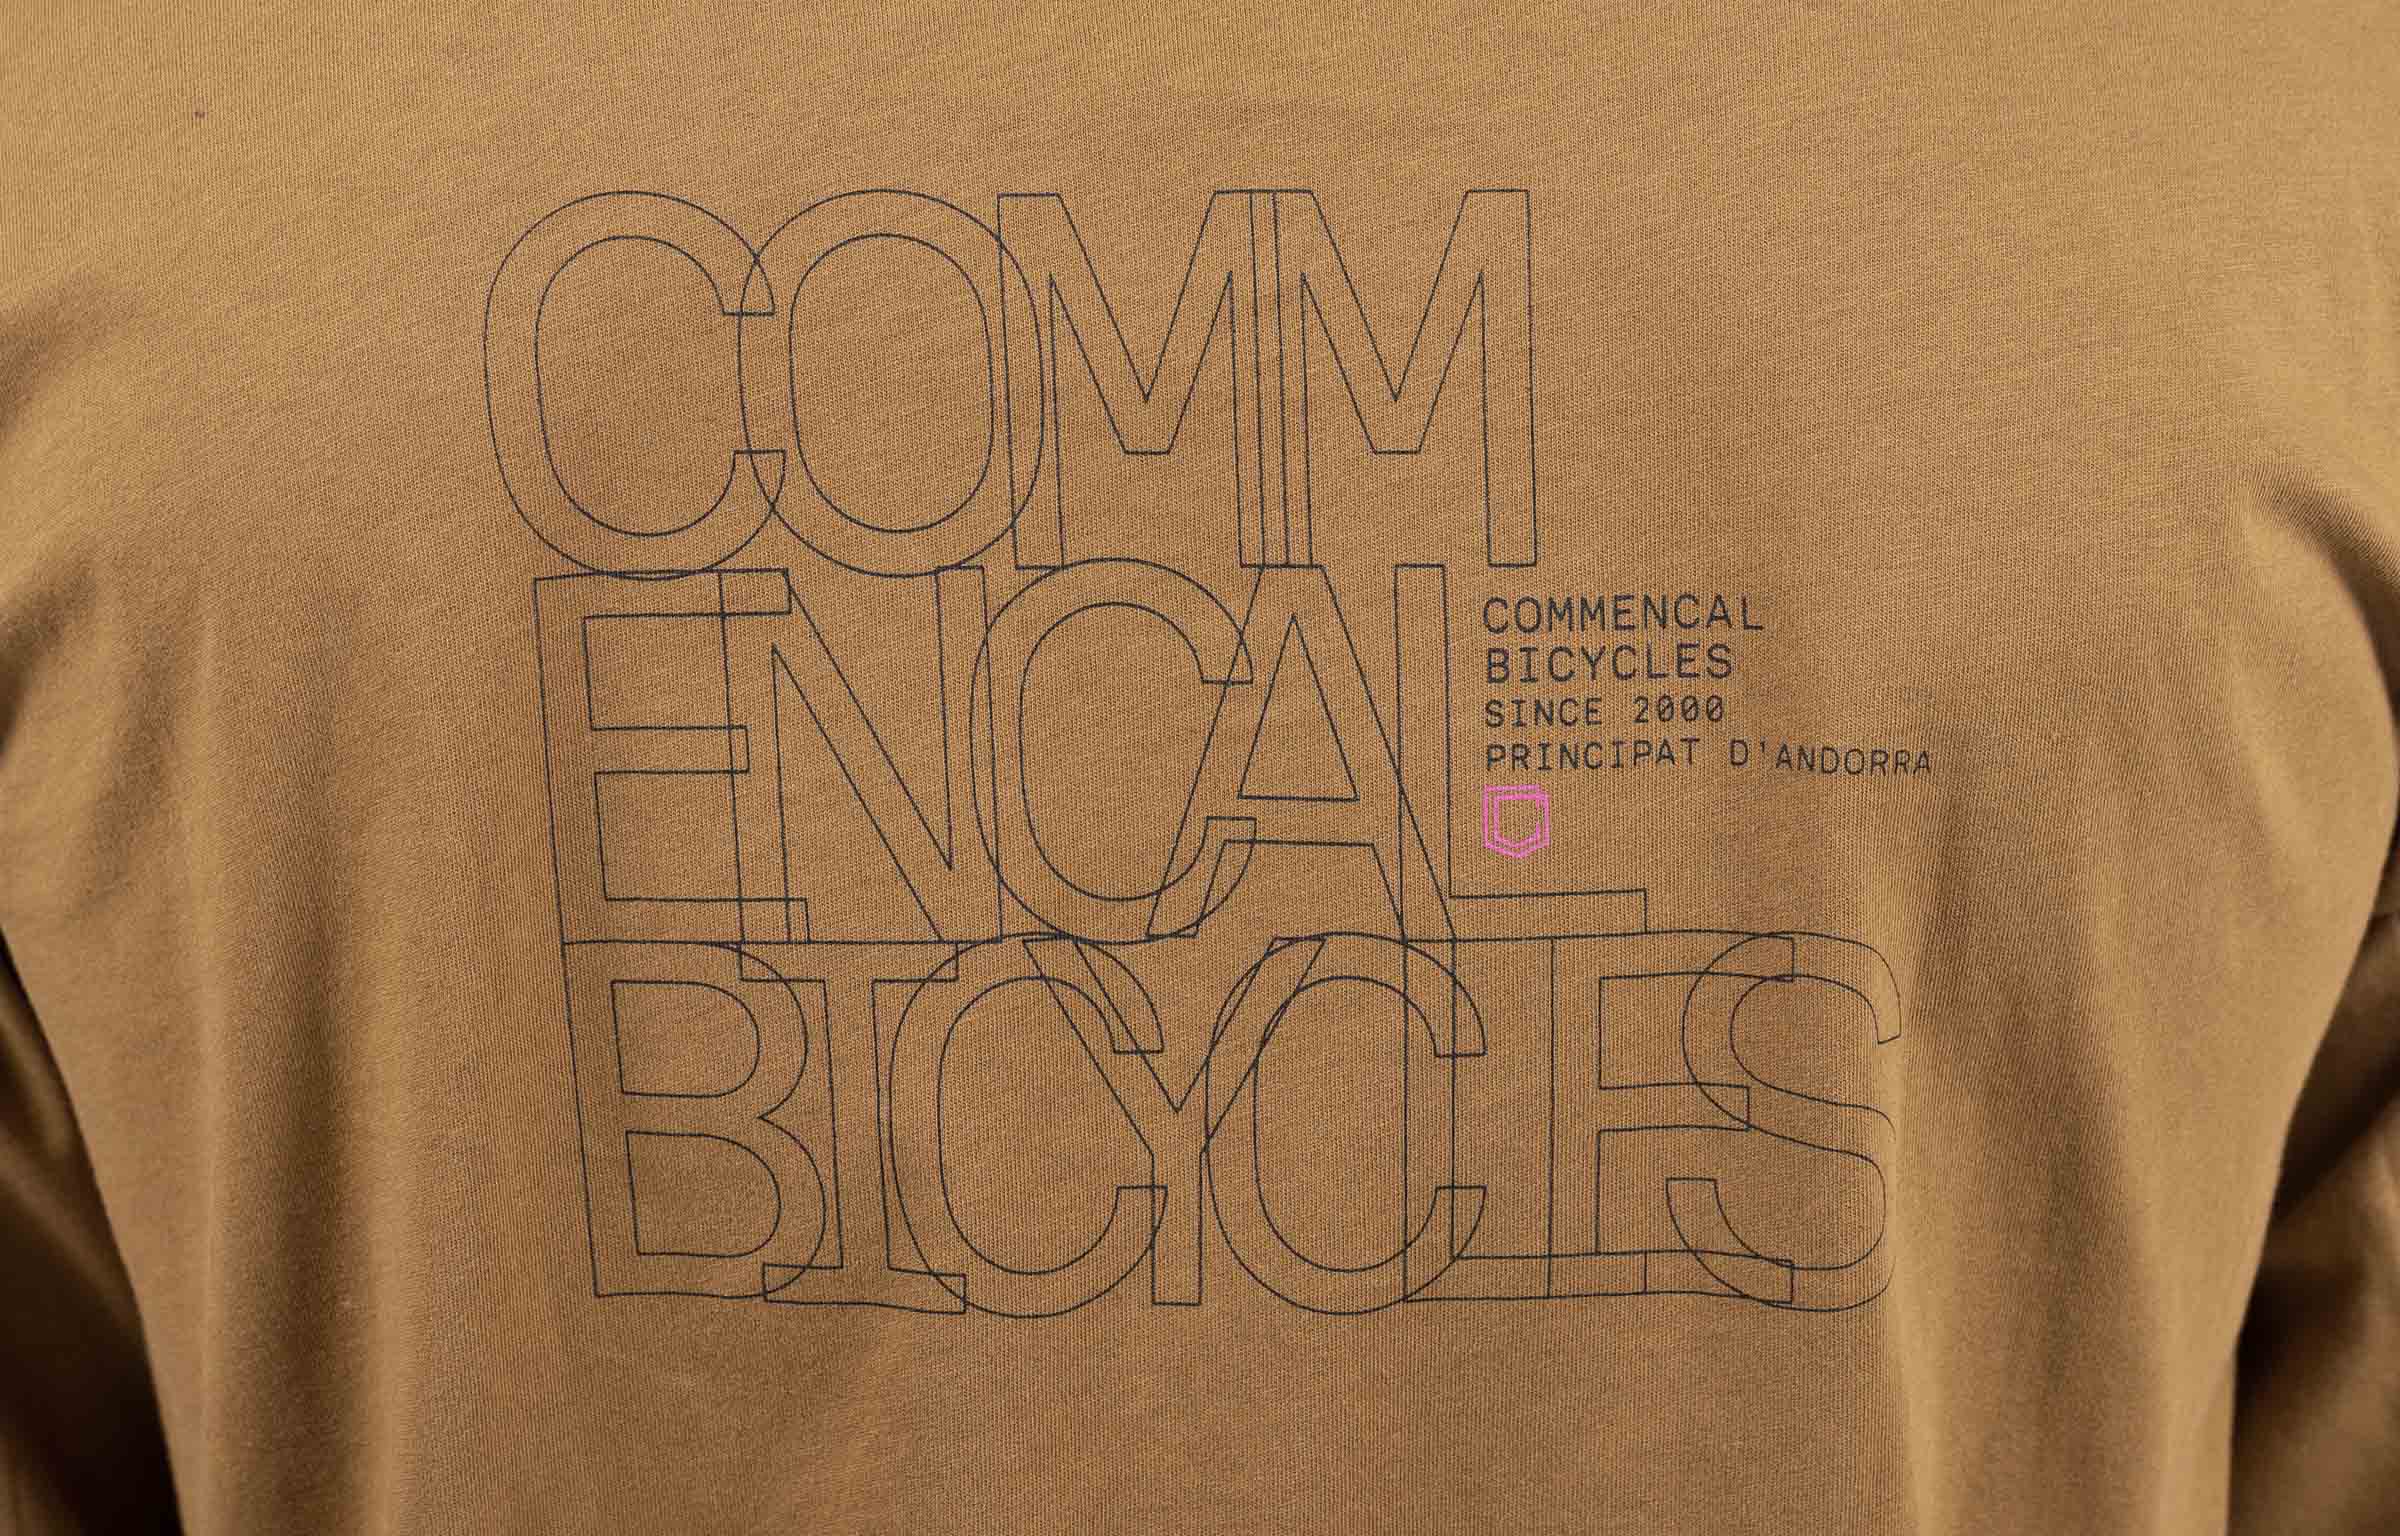 COMM
ENCAL
BICYCLES
COMMENCAL
BICYCLES
SINCE 2000
PRINCIPAT D'ANDORRA